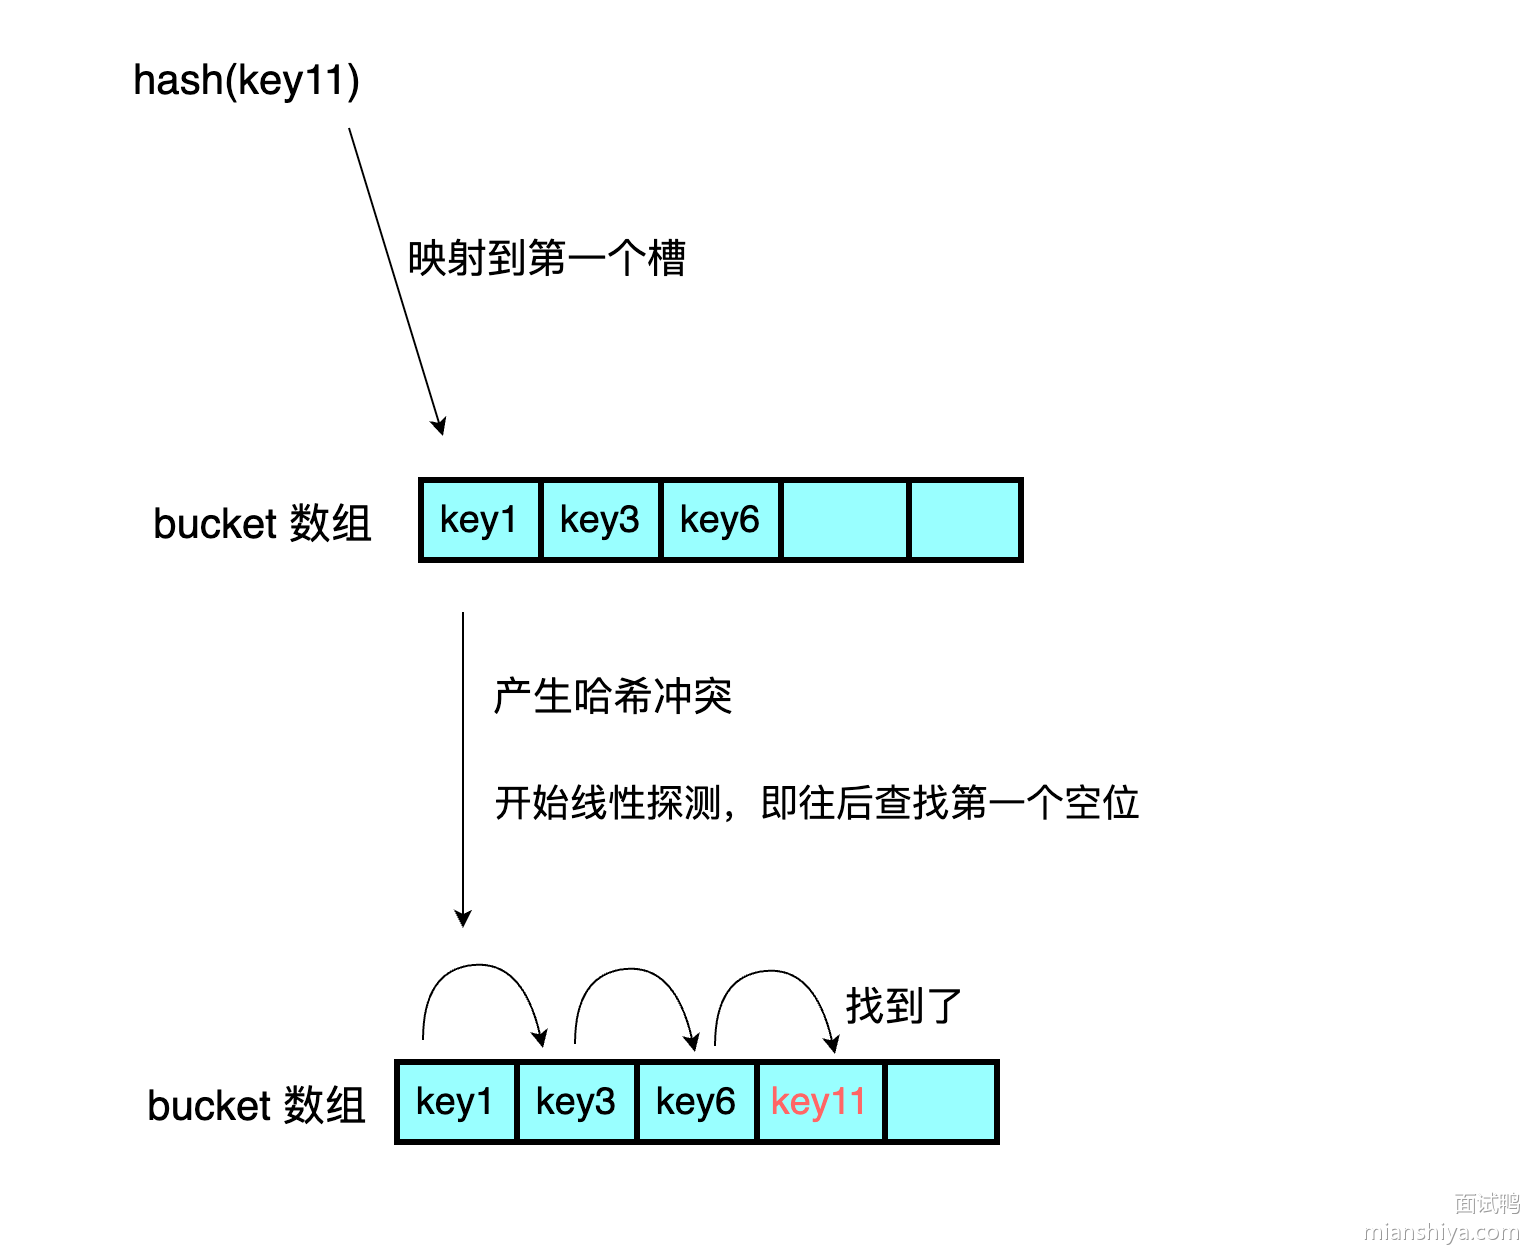 hash(key11)
映射到第一个槽
bucket 数组
key1 key3 key6
产生哈希冲突
开始线性探测，即往后查找第一个空位
找到了
bucket 数组
key1 key3 key6 key11
面试鸭
mianshiya.com